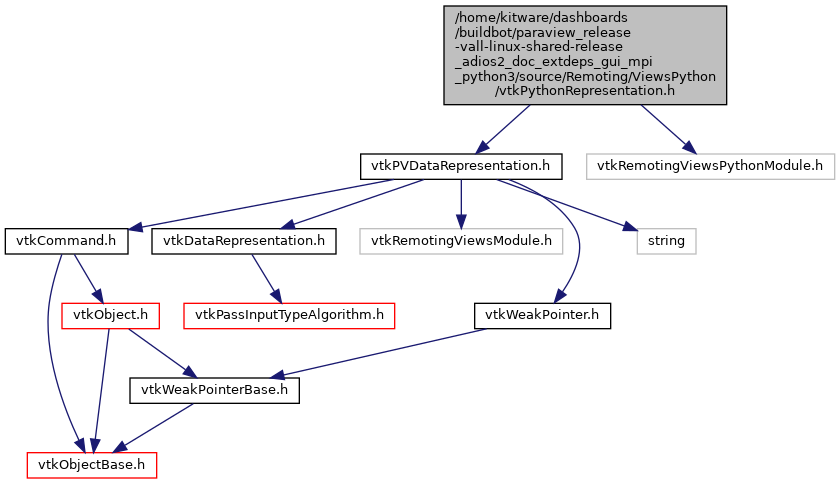 /home/kitware/dashboards
/buildbot/paraview_release
-vall-linux-shared-release
_adios2_doc_extdeps_gui_mpi
_python3/source/Remoting/ViewsPython
/vtkPythonRepresentation.h
vtkPVDataRepresentation.h
vtkRemotingViewsPythonModule.h
vtkCommand.h
vtkDataRepresentation.h
vtkRemotingViewsModule.h
string
vtkObject.h
vtkPassInputTypeAlgorithm.h
vtkWeakPointer.h
vtkWeakPointerBase.h
vtkObjectBase.h